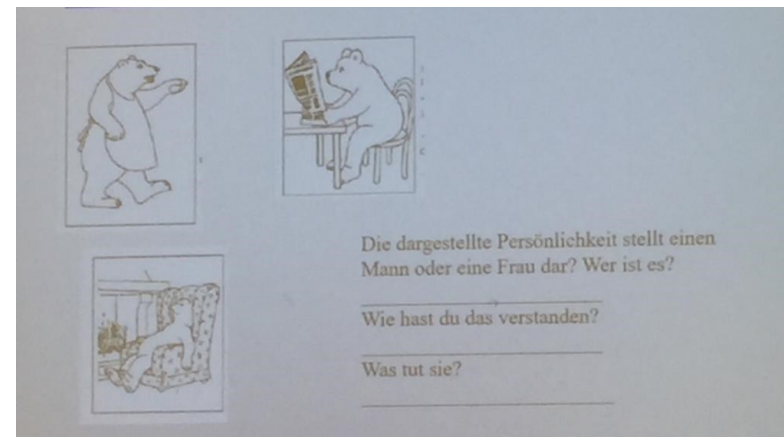 Die dargestellte Persönlichkeit stellt einen
Mann oder eine Frau dar? Wer ist es?
Wie hast du das verstanden?
Was tut sie?